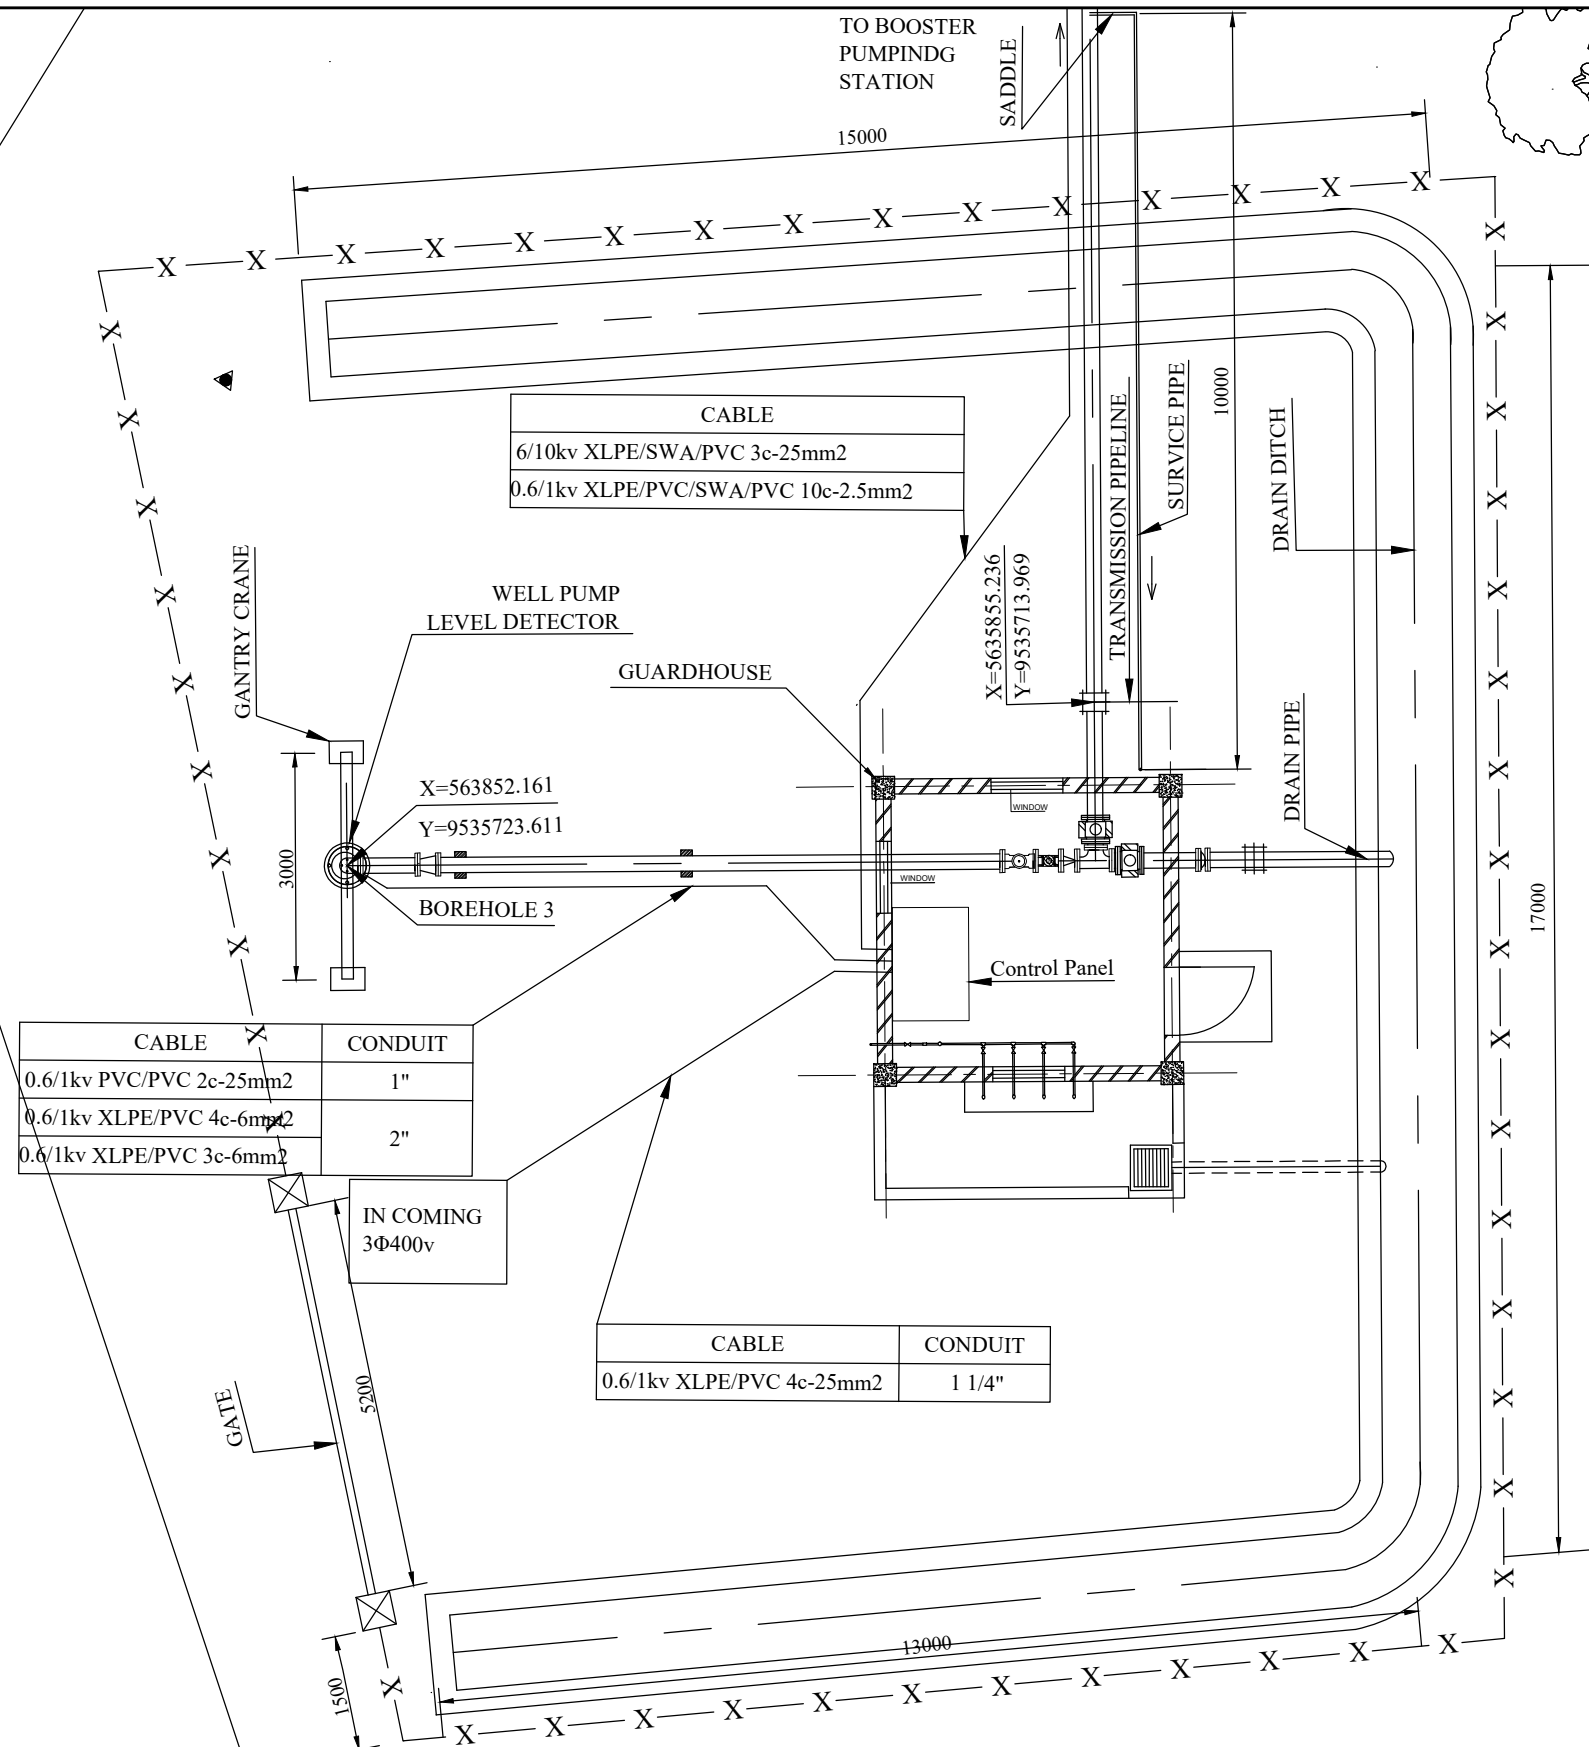 TO BOOSTER
PUMPINDG
STATION
SADDLE
15000
10000
CABLE
6/10kv XLPE/SWA/PVC 3c-25mm2
0.6/1kv XLPE/PVC/SWA/PVC 10c-2.5mm2
TRANSMISSION PIPELINE
SURVICE PIPE
DRAIN DITCH
GANTRY CRANE
WELL PUMP
LEVEL DETECTOR
GUARDHOUSE
X=5635855.236
Y=9535713.969
DRAIN PIPE
X=563852.161
Y=9535723.611
WINDOW
3000
WINDOW
BOREHOLE 3
17000
Control Panel
CABLE CONDUIT
0.6/1kv PVC/PVC 2c-25mm2 1"
0.6/1kv XLPE/PVC 4c-6mm2
2"
0.6/1kv XLPE/PVC 3c-6mm2
IN COMING
3Φ400v
CABLE CONDUIT
0.6/1kv XLPE/PVC 4c-25mm2 1 1/4"
5200
GATE
13000
1500